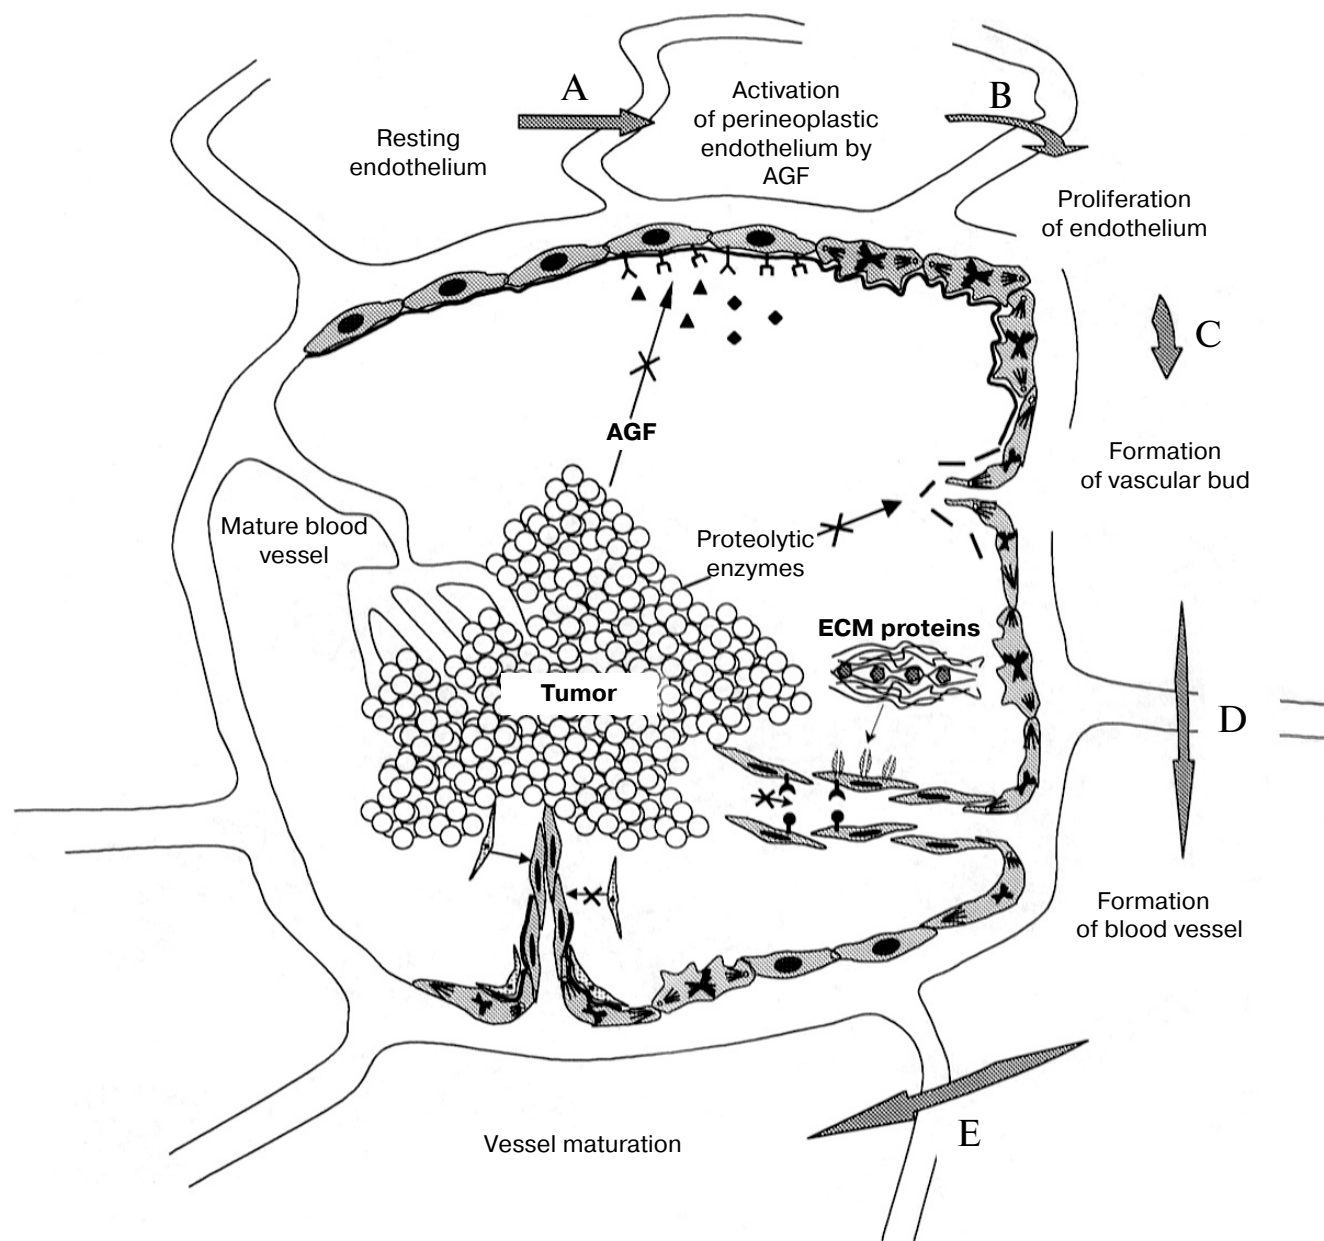 A
B
Activation
of perineoplastic
endothelium by
AGF
Resting
endothelium
Proliferation
of endothelium
C
AGF
Formation
of vascular bud
Mature blood
vessel
Proteolytic
enzymes
ECM proteins
Tumor
D
Formation
of blood vessel
E
Vessel maturation